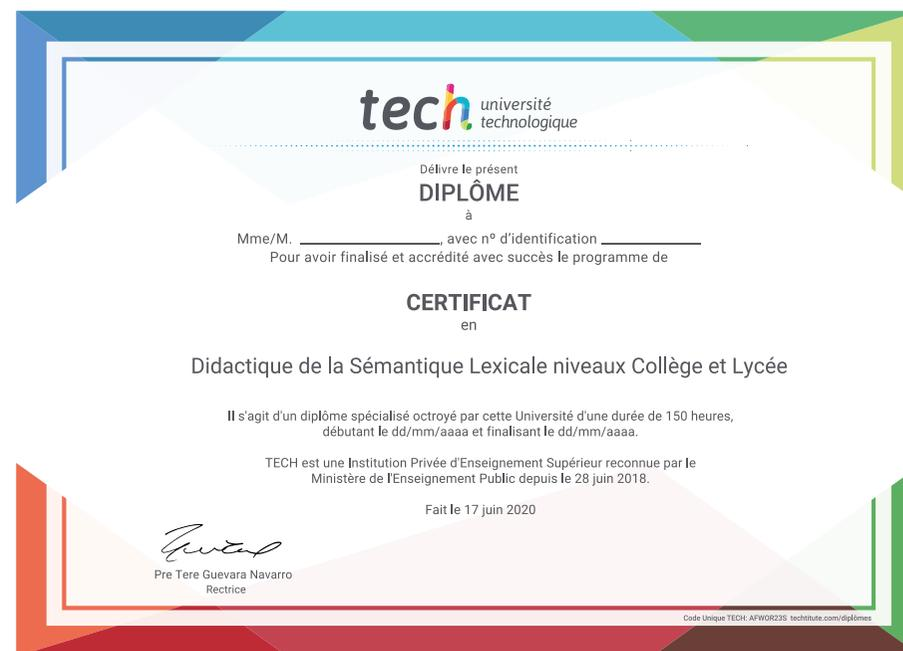 tech université
technologique
Délivre le présent
DIPLÔME
à
Mme/M. ________________, avec nº d’identification ____________
Pour avoir finalisé et accrédité avec succès le programme de
CERTIFICAT
en
Didactique de la Sémantique Lexicale niveaux Collège et Lycée
Il s'agit d'un diplôme spécialisé octroyé par cette Université d'une durée de 150 heures,
débutant le dd/mm/aaaa et finalisant le dd/mm/aaaa.
TECH est une Institution Privée d'Enseignement Supérieur reconnue par le
Ministère de l'Enseignement Public depuis le 28 juin 2018.
Fait le 17 juin 2020
Pre Tere Guevara Navarro
Rectrice
Code Unique TECH: AFWOR23S techtitute.com/diplômes